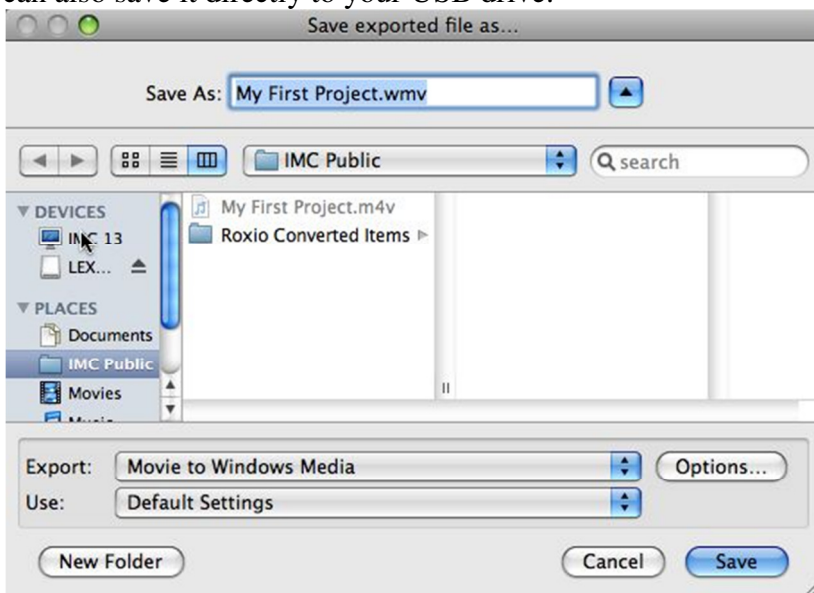 can also save it directly to your USB drive.
Save exported file as...
Save As: My First Project.wmv
IMC Public
search
DEVICES
IMC 13
LEX...
PLACES
Documents
IMC Public
Movies
My First Project.m4v
Roxio Converted Items
Export: Movie to Windows Media
Options...
Use: Default Settings
New Folder
Cancel
Save